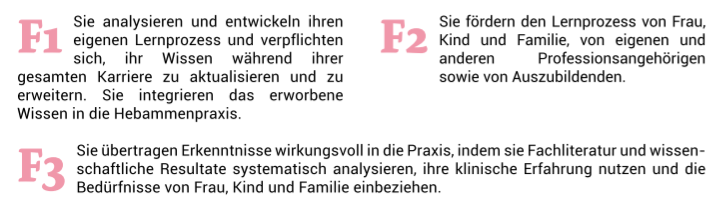 F1
Sie analysieren und entwickeln ihren
eigenen Lernprozess und verpflichten
sich, ihr Wissen während ihrer
gesamten Karriere zu aktualisieren und zu
erweitern. Sie integrieren das erworbene
Wissen in die Hebammenpraxis.
F2
Sie fördern den Lernprozess von Frau,
Kind und Familie, von eigenen und
anderen Professionsangehörigen
sowie von Auszubildenden.
F3
Sie übertragen Erkenntnisse wirkungsvoll in die Praxis, indem sie Fachliteratur und wissen-
schaftliche Resultate systematisch analysieren, ihre klinische Erfahrung nutzen und die
Bedürfnisse von Frau, Kind und Familie einbeziehen.